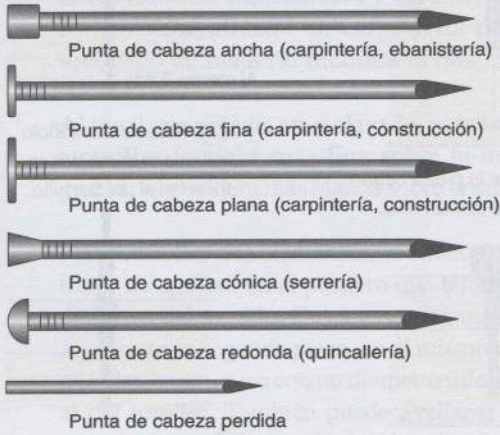 Punta de cabeza ancha (carpintería, ebanistería)
Punta de cabeza fina (carpintería, construcción)
Punta de cabeza plana (carpintería, construcción)
Punta de cabeza cónica (serrería)
Punta de cabeza redonda (quincallería)
Punta de cabeza perdida